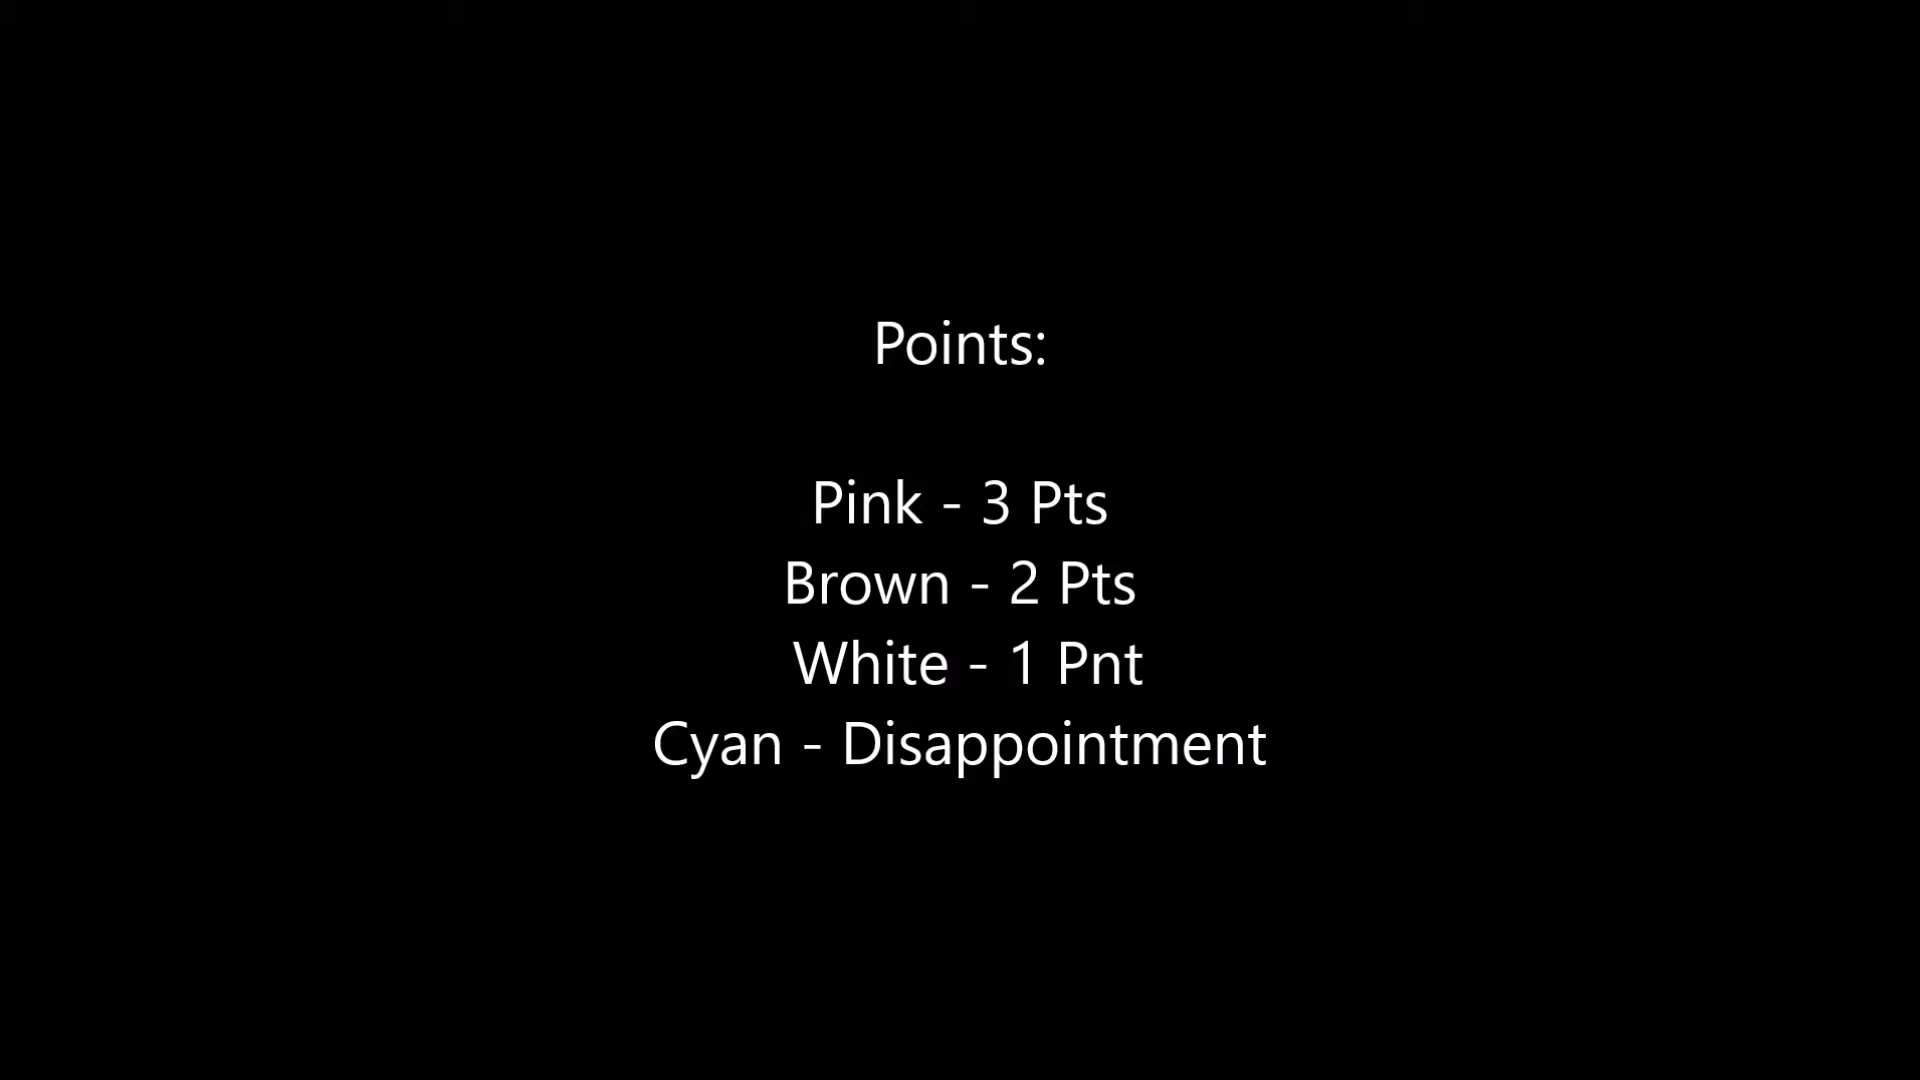 Points:
Pink - 3 Pts
Brown - 2 Pts
White - 1 Pnt
Cyan - Disappointment